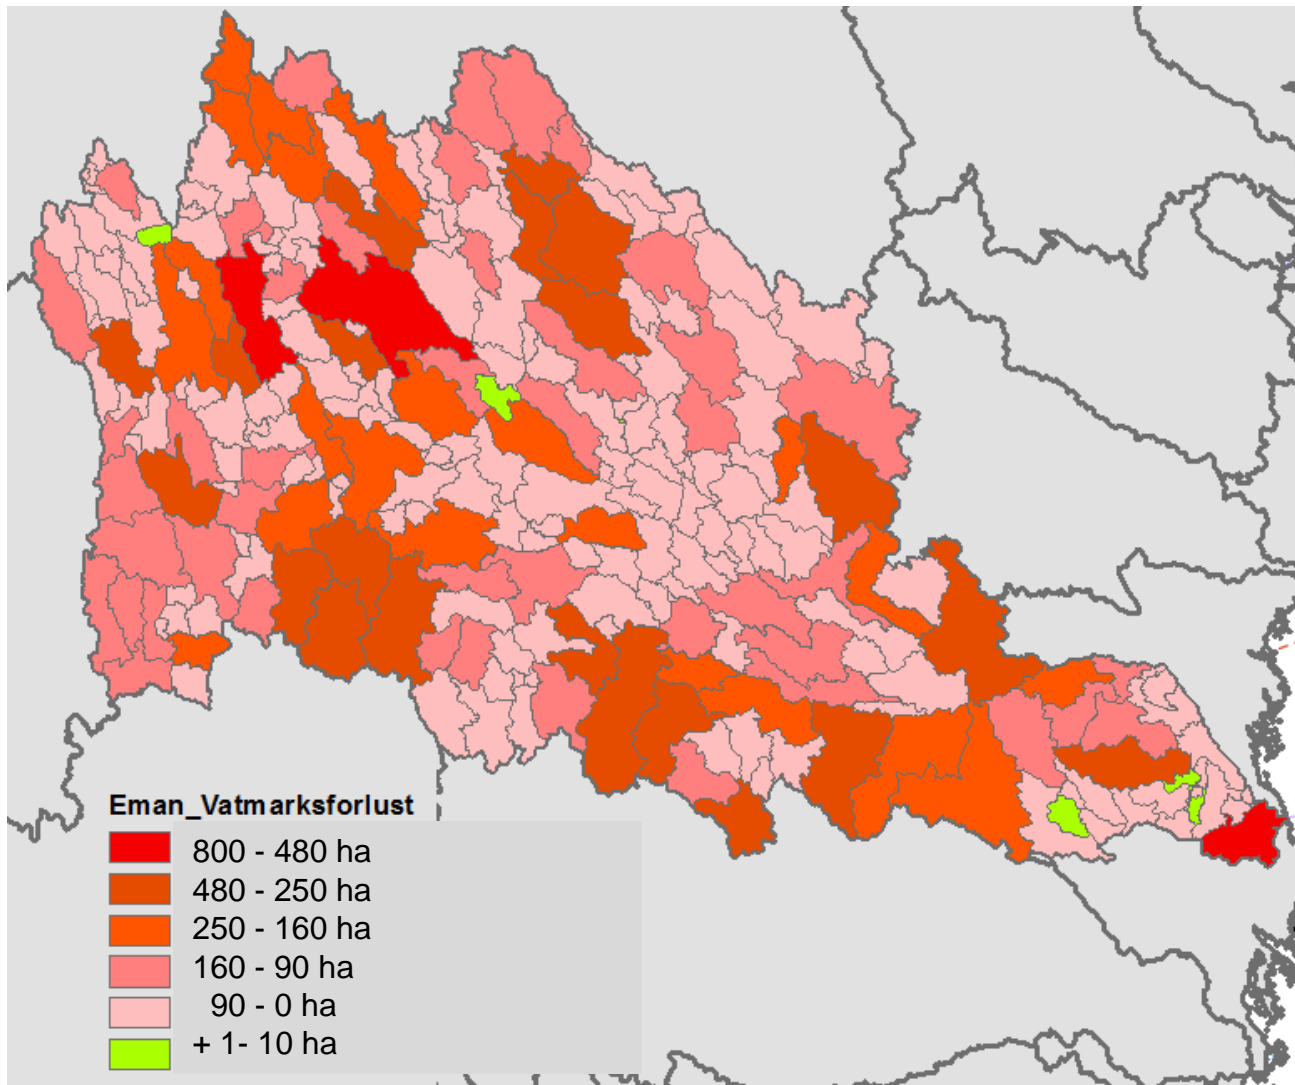 Eman_Vatmarksforlust
800 - 480 ha
480 - 250 ha
250 - 160 ha
160 - 90 ha
90 - 0 ha
+ 1- 10 ha